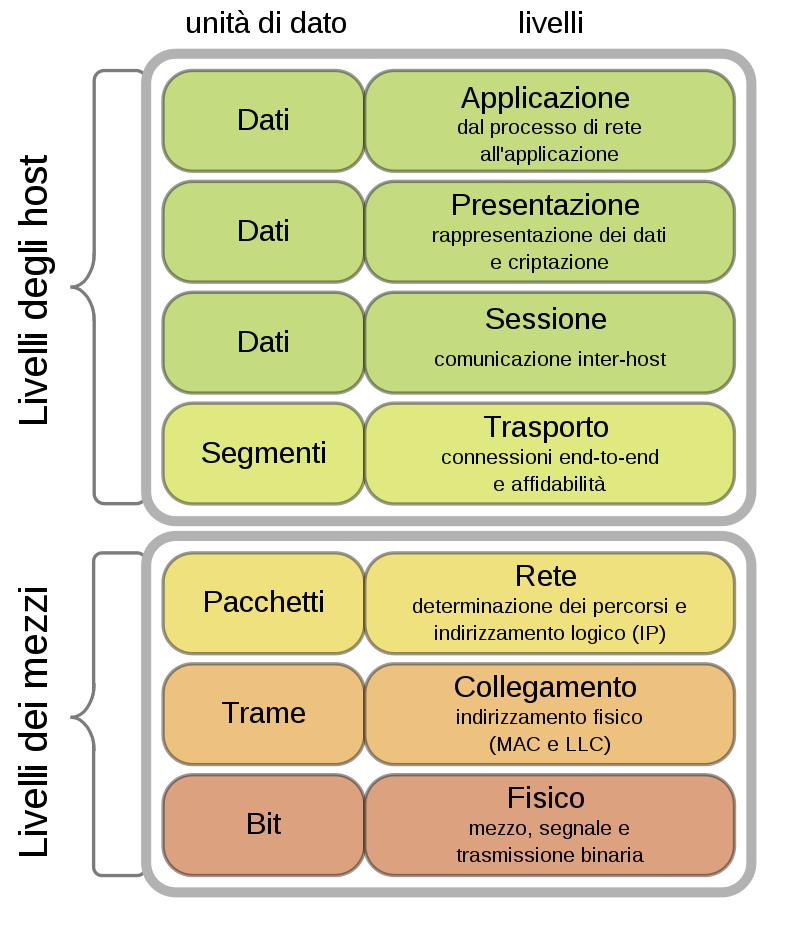 unità di dato
livelli
Livelli degli host
Dati
Applicazione
dal processo di rete
all'applicazione
Dati
Presentazione
rappresentazione dei dati
e criptazione
Dati
Sessione
comunicazione inter-host
Segmenti
Trasporto
connessioni end-to-end
e affidabilità
Livelli dei mezzi
Pacchetti
Rete
determinazione dei percorsi e
indirizzamento logico (IP)
Trame
Collegamento
indirizzamento fisico
(MAC e LLC)
Bit
Fisico
mezzo, segnale e
trasmissione binaria